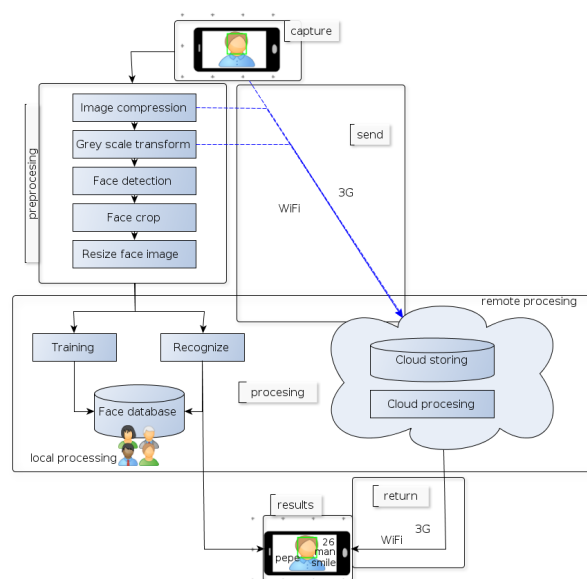 capture
Image compression
Grey scale transform
Face detection
Face crop
Resize face image
preprocesing
send
WiFi
3G
remote procesing
Training
Recognize
Cloud storing
Cloud procesing
procesing
Face database
local processing
return
results
3G
WiFi
pepe
26
man
smile